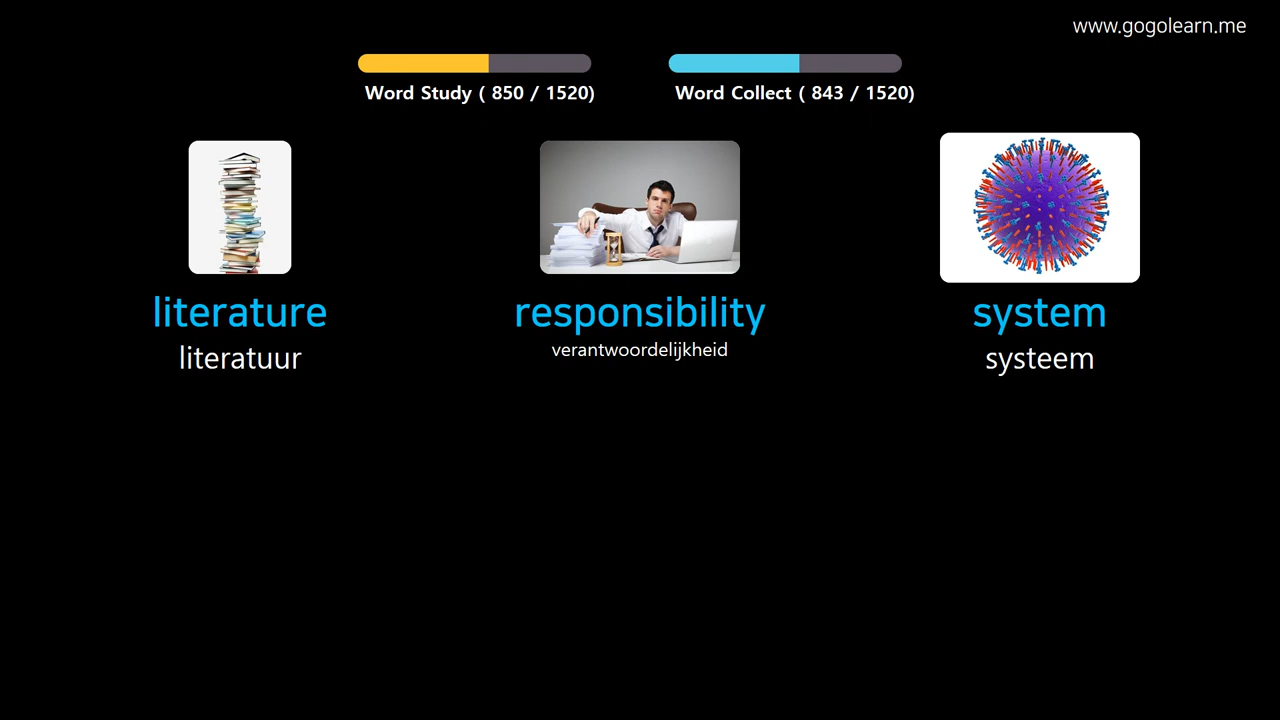 www.gogolearn.me
Word Study ( 850 / 1520)
Word Collect ( 843 / 1520)
literature
literatuur
responsibility
verantwoordelijkheid
system
systeem